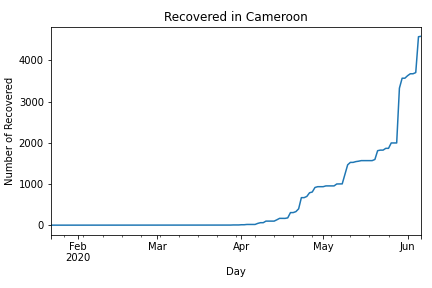 Recovered in Cameroon
Number of Recovered
4000
3000
2000
1000
0
Feb
2020
Mar
Apr
May
Jun
Day